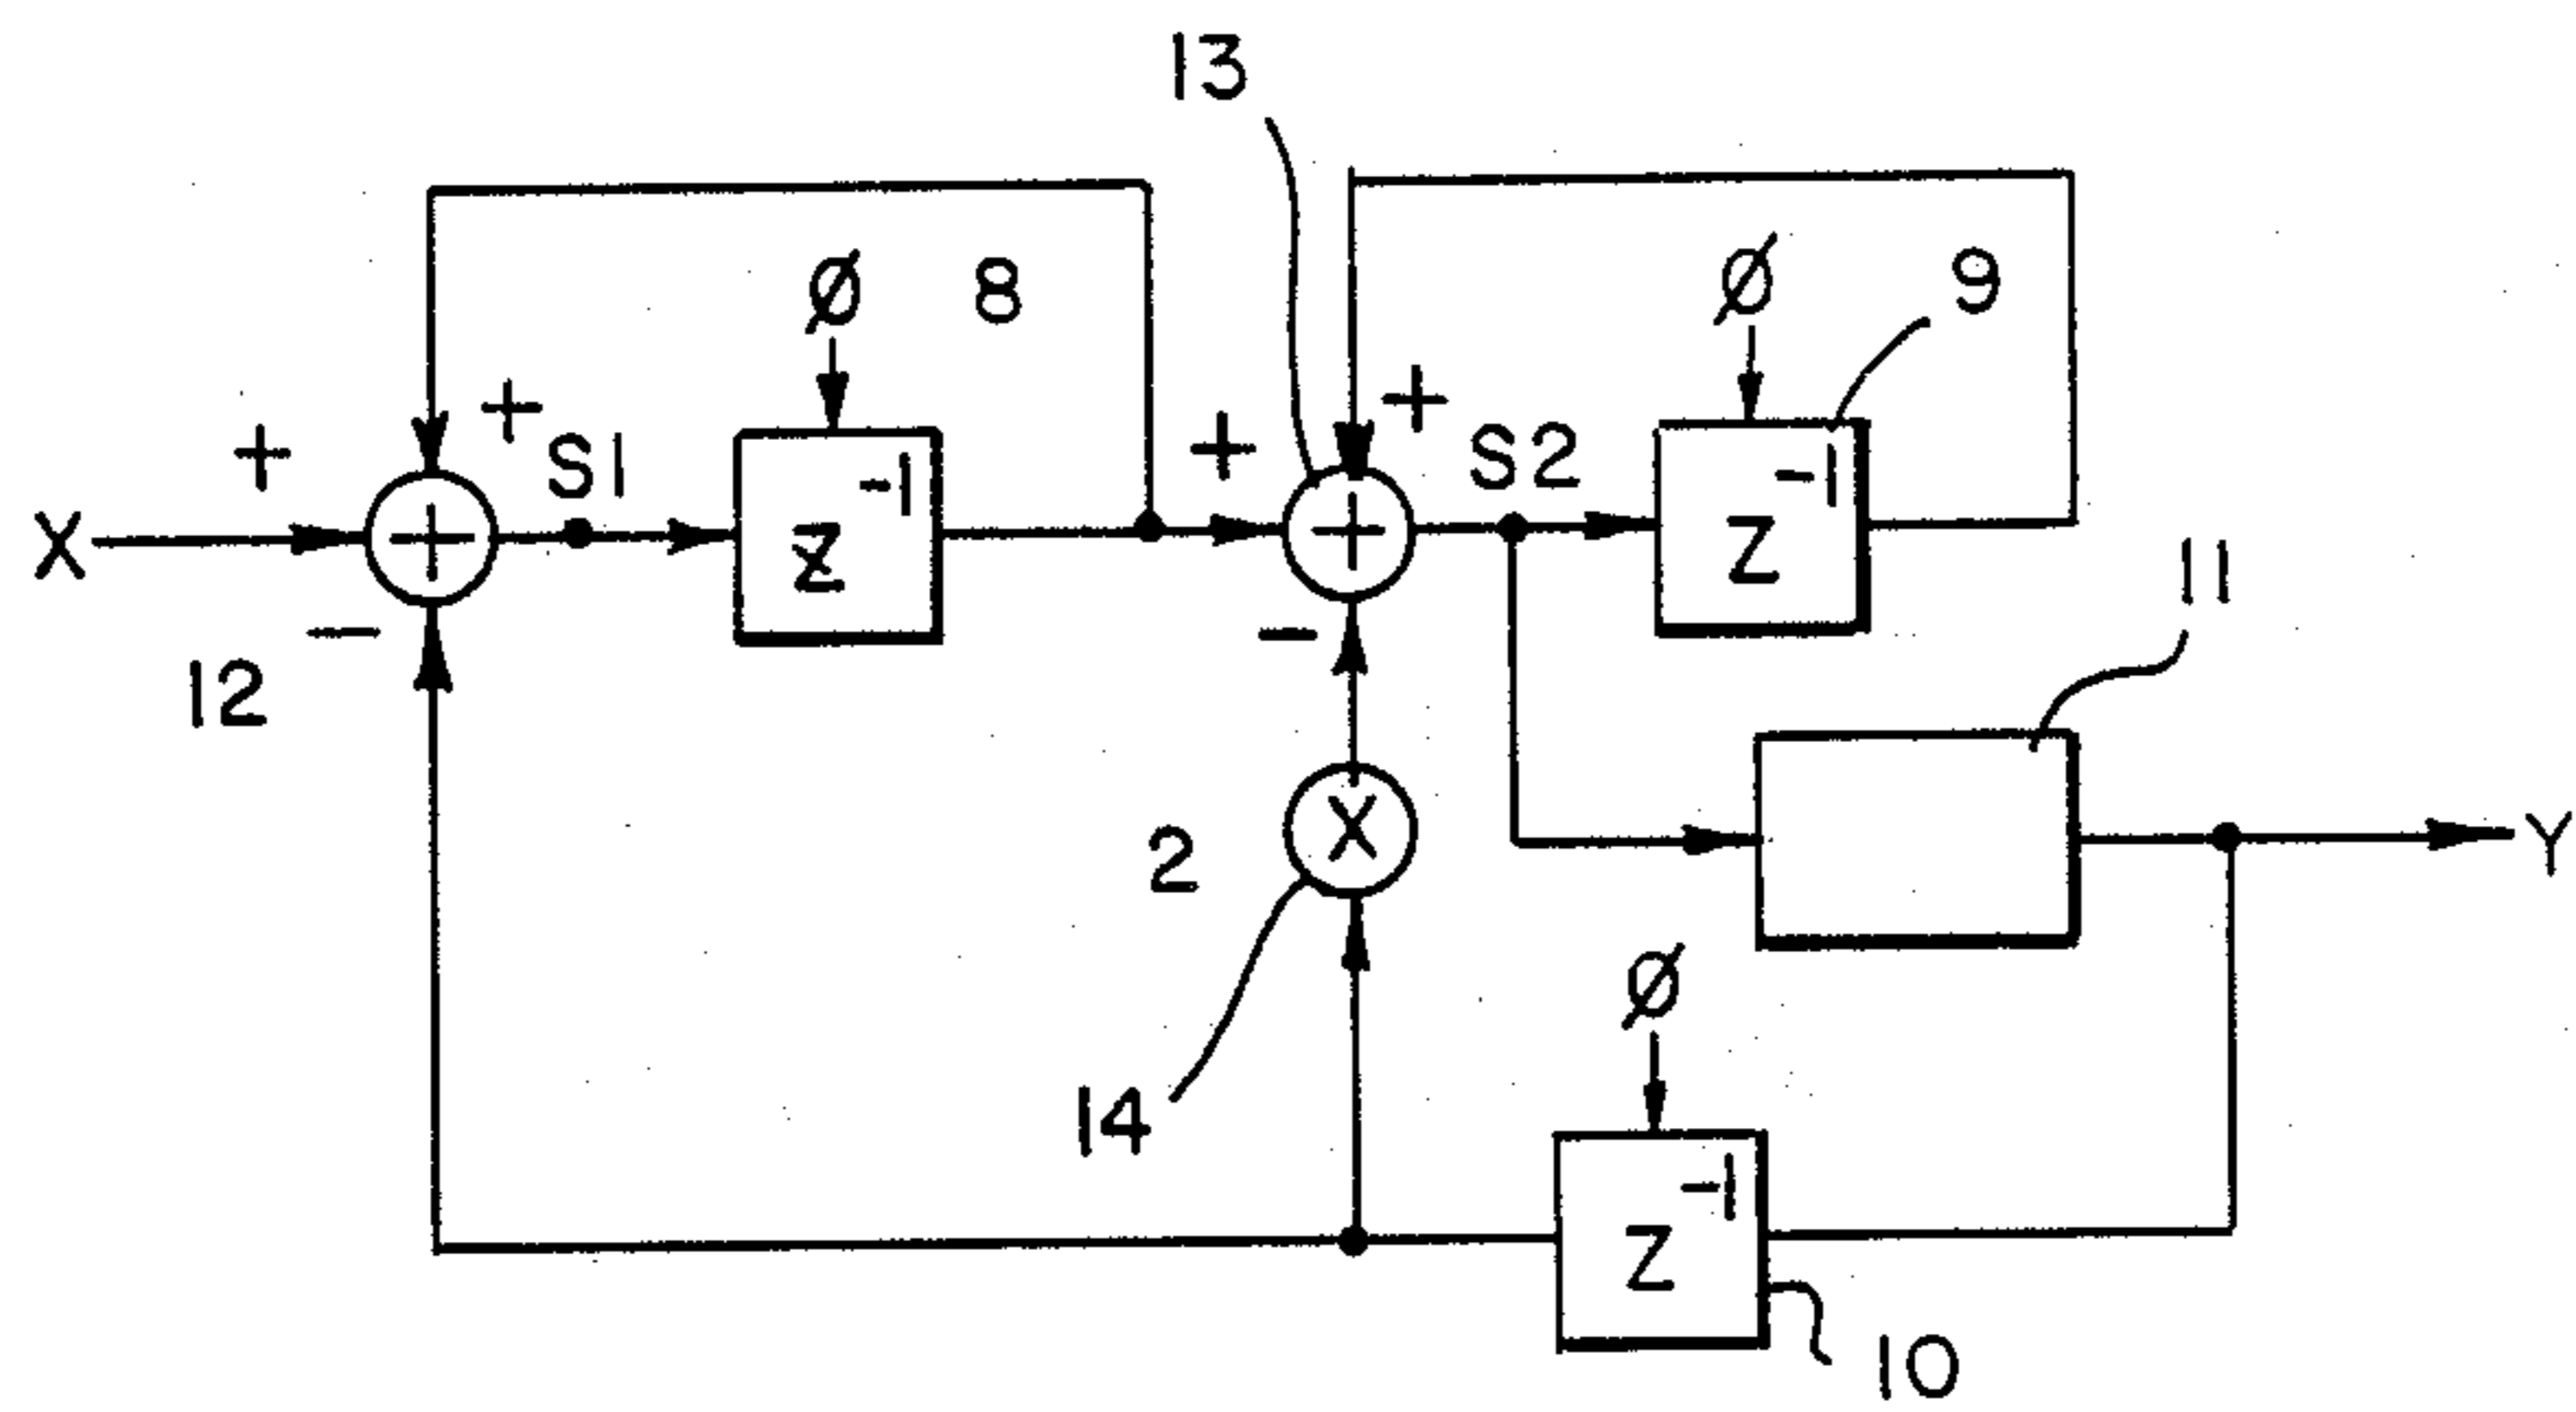 13
Ø 8
Ø 9
+ + S1
+ + S2
X + Z-1
+ Z-1
-
-
12
11
2 X
Y
14
Ø
Z-1
10